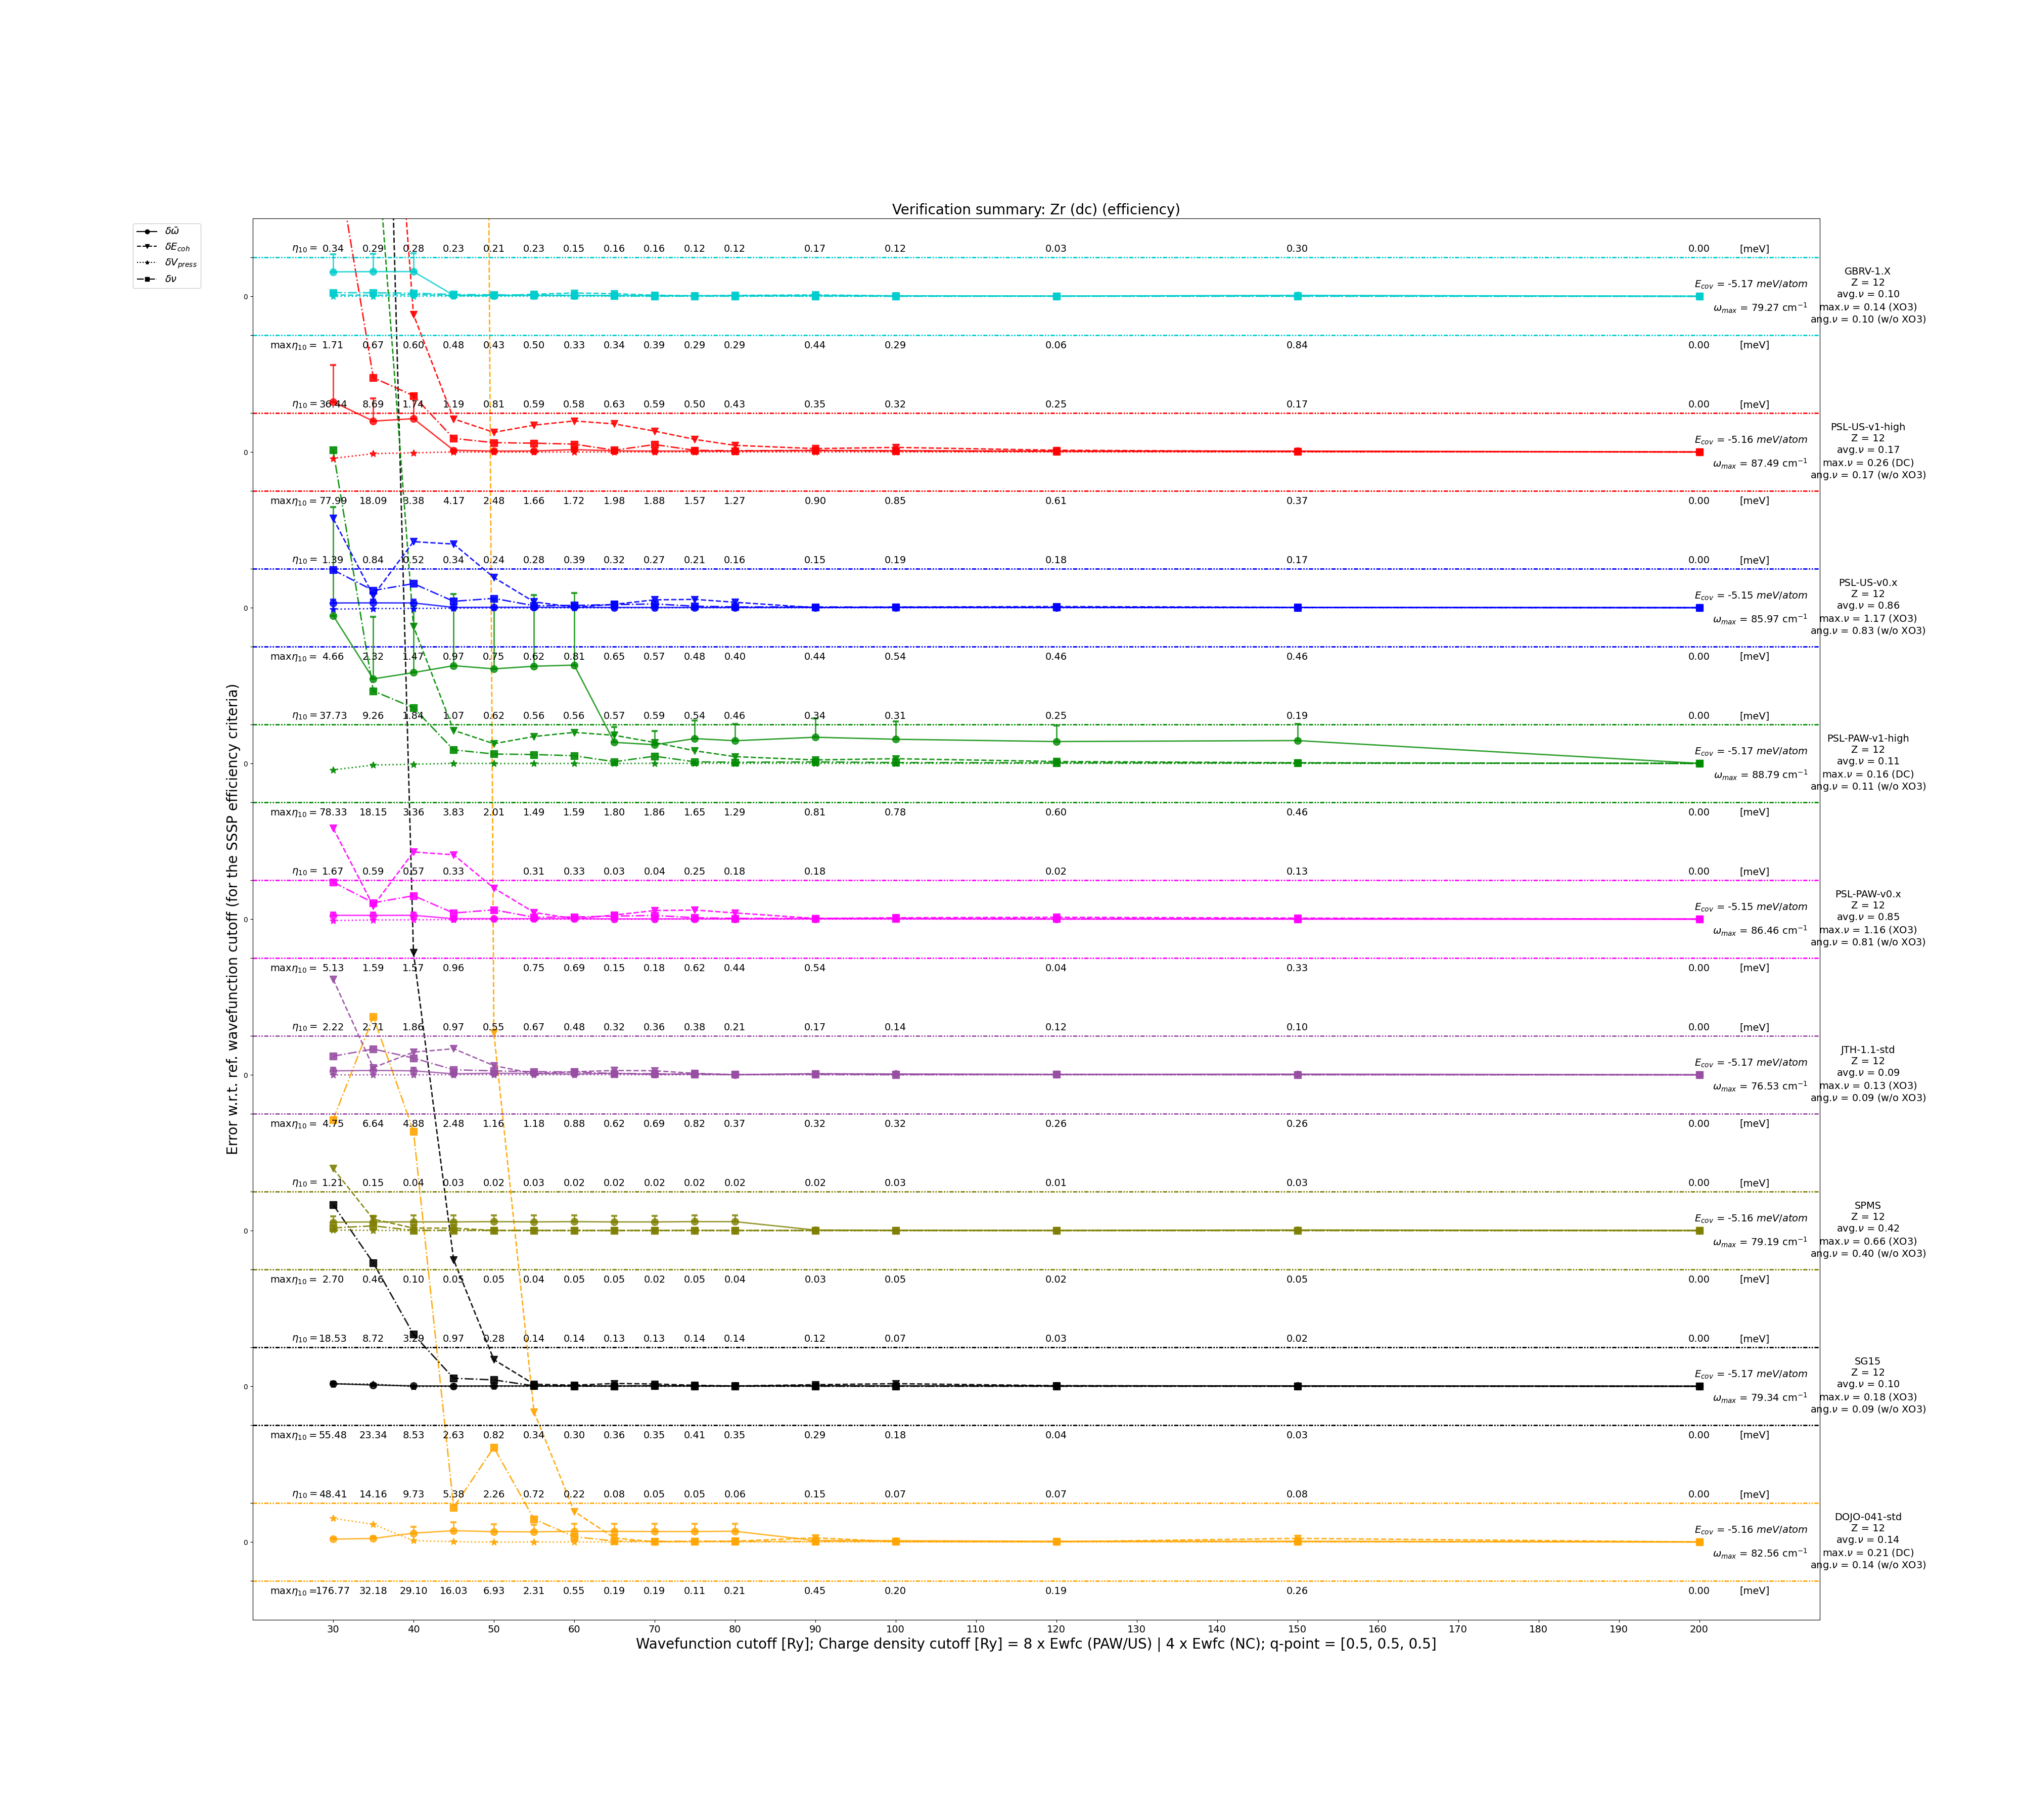 Verification summary: Zr (dc) (efficiency)
δω̄
δE_coh
δV_press
δν
Error w.r.t. ref. wavefunction cutoff (for the SSSP efficiency criteria)
η₁₀ = 0.34 0.29 0.28 0.23 0.21 0.23 0.15 0.16 0.16 0.12 0.12 0.17 0.12 0.03 0.30 0.00 [meV]
0
E_cov = -5.17 meV/atom
ω_max = 79.27 cm⁻¹
GBRV-1.X
Z = 12
avg.ν = 0.10
max.ν = 0.14 (XO3)
ang.ν = 0.10 (w/o XO3)
maxη₁₀ = 1.71 0.67 0.60 0.48 0.43 0.50 0.33 0.34 0.39 0.29 0.29 0.44 0.29 0.06 0.84 0.00 [meV]
η₁₀ = 36.44 8.69 1.74 1.19 0.81 0.59 0.58 0.63 0.59 0.50 0.43 0.35 0.32 0.25 0.17 0.00 [meV]
0
E_cov = -5.16 meV/atom
ω_max = 87.49 cm⁻¹
PSL-US-v1-high
Z = 12
avg.ν = 0.17
max.ν = 0.26 (DC)
ang.ν = 0.17 (w/o XO3)
maxη₁₀ = 77.99 18.09 3.38 4.17 2.48 1.66 1.72 1.98 1.88 1.57 1.27 0.90 0.85 0.61 0.37 0.00 [meV]
η₁₀ = 1.39 0.84 0.52 0.34 0.24 0.28 0.39 0.32 0.27 0.21 0.16 0.15 0.19 0.18 0.17 0.00 [meV]
0
E_cov = -5.15 meV/atom
ω_max = 85.97 cm⁻¹
PSL-US-v0.x
Z = 12
avg.ν = 0.86
max.ν = 1.17 (XO3)
ang.ν = 0.83 (w/o XO3)
maxη₁₀ = 4.66 2.32 1.47 0.97 0.75 0.62 0.81 0.65 0.57 0.48 0.40 0.44 0.54 0.46 0.46 0.00 [meV]
η₁₀ = 37.73 9.26 1.84 1.07 0.62 0.56 0.56 0.57 0.59 0.54 0.46 0.34 0.31 0.25 0.19 0.00 [meV]
0
E_cov = -5.17 meV/atom
ω_max = 88.79 cm⁻¹
PSL-PAW-v1-high
Z = 12
avg.ν = 0.11
max.ν = 0.16 (DC)
ang.ν = 0.11 (w/o XO3)
maxη₁₀ = 78.33 18.15 3.36 3.83 2.01 1.49 1.59 1.80 1.86 1.65 1.29 0.81 0.78 0.60 0.46 0.00 [meV]
η₁₀ = 1.67 0.59 0.57 0.33 0.31 0.33 0.03 0.04 0.25 0.18 0.18 0.02 0.13 0.00 [meV]
0
E_cov = -5.15 meV/atom
ω_max = 86.46 cm⁻¹
PSL-PAW-v0.x
Z = 12
avg.ν = 0.85
max.ν = 1.16 (XO3)
ang.ν = 0.81 (w/o XO3)
maxη₁₀ = 5.13 1.59 1.57 0.96 0.75 0.69 0.15 0.18 0.62 0.44 0.54 0.04 0.33 0.00 [meV]
η₁₀ = 2.22 2.71 1.86 0.97 0.55 0.67 0.48 0.32 0.36 0.38 0.21 0.17 0.14 0.12 0.10 0.00 [meV]
0
E_cov = -5.17 meV/atom
ω_max = 76.53 cm⁻¹
JTH-1.1-std
Z = 12
avg.ν = 0.09
max.ν = 0.13 (XO3)
ang.ν = 0.09 (w/o XO3)
maxη₁₀ = 4.75 6.64 4.88 2.48 1.16 1.18 0.88 0.62 0.69 0.82 0.37 0.32 0.32 0.26 0.26 0.00 [meV]
η₁₀ = 1.21 0.15 0.04 0.03 0.02 0.03 0.02 0.02 0.02 0.02 0.02 0.02 0.03 0.01 0.03 0.00 [meV]
0
E_cov = -5.16 meV/atom
ω_max = 79.19 cm⁻¹
SPMS
Z = 12
avg.ν = 0.42
max.ν = 0.66 (XO3)
ang.ν = 0.40 (w/o XO3)
maxη₁₀ = 2.70 0.46 0.10 0.05 0.05 0.04 0.05 0.05 0.02 0.05 0.04 0.03 0.05 0.02 0.05 0.00 [meV]
η₁₀ = 18.53 8.72 3.29 0.97 0.28 0.14 0.14 0.13 0.13 0.14 0.14 0.12 0.07 0.03 0.02 0.00 [meV]
0
E_cov = -5.17 meV/atom
ω_max = 79.34 cm⁻¹
SG15
Z = 12
avg.ν = 0.10
max.ν = 0.18 (XO3)
ang.ν = 0.09 (w/o XO3)
maxη₁₀ = 55.48 23.34 8.53 2.63 0.82 0.34 0.30 0.36 0.35 0.41 0.35 0.29 0.18 0.04 0.03 0.00 [meV]
η₁₀ = 48.41 14.16 9.73 5.38 2.26 0.72 0.22 0.08 0.05 0.05 0.06 0.15 0.07 0.07 0.08 0.00 [meV]
0
E_cov = -5.16 meV/atom
ω_max = 82.56 cm⁻¹
DOJO-041-std
Z = 12
avg.ν = 0.14
max.ν = 0.21 (DC)
ang.ν = 0.14 (w/o XO3)
maxη₁₀ = 176.77 32.18 29.10 16.03 6.93 2.31 0.55 0.19 0.19 0.11 0.21 0.45 0.20 0.19 0.26 0.00 [meV]
30 40 50 60 70 80 90 100 110 120 130 140 150 160 170 180 190 200
Wavefunction cutoff [Ry]; Charge density cutoff [Ry] = 8 x Ewfc (PAW/US) | 4 x Ewfc (NC); q-point = [0.5, 0.5, 0.5]